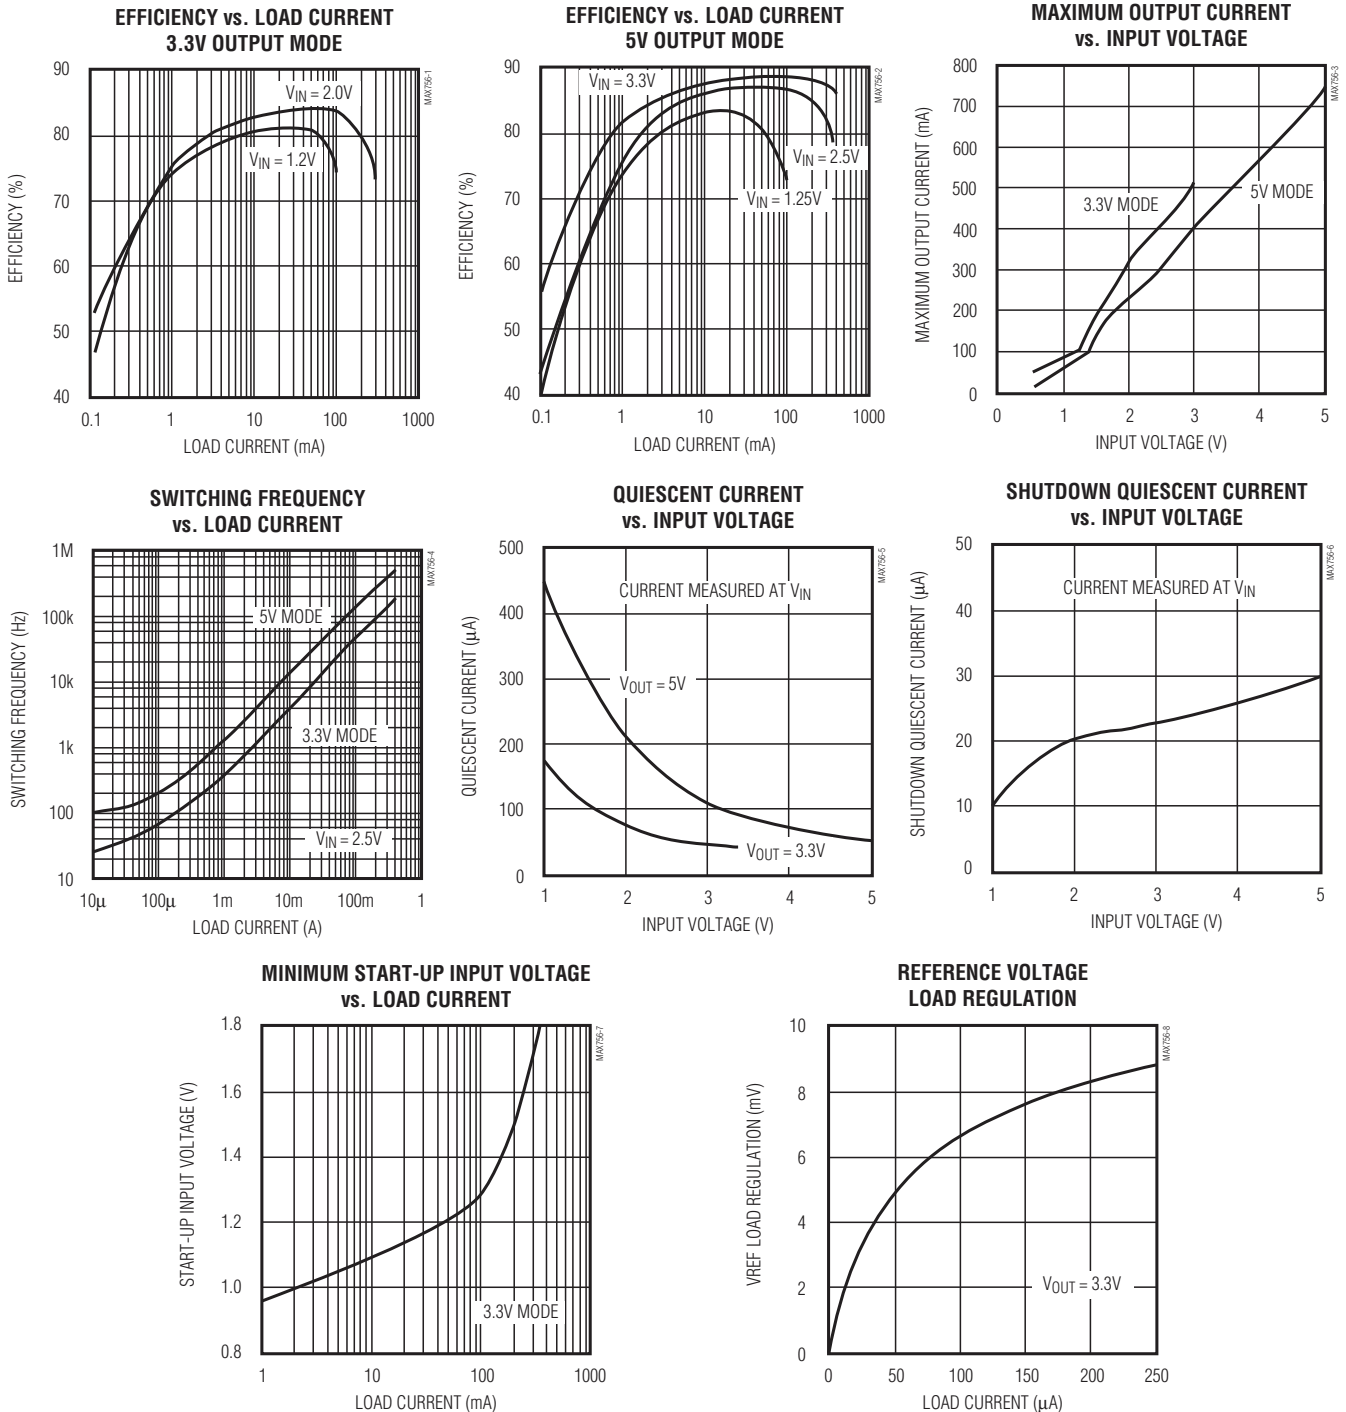 EFFICIENCY vs. LOAD CURRENT
3.3V OUTPUT MODE
90
80
70
60
50
40
EFFICIENCY (%)
VIN = 2.0V
VIN = 1.2V
MAX756-1
0.1 1 10 100 1000
LOAD CURRENT (mA)
EFFICIENCY vs. LOAD CURRENT
5V OUTPUT MODE
90
80
70
60
50
40
EFFICIENCY (%)
VIN = 3.3V
VIN = 2.5V
VIN = 1.25V
MAX756-2
0.1 1 10 100 1000
LOAD CURRENT (mA)
MAXIMUM OUTPUT CURRENT
vs. INPUT VOLTAGE
800
700
600
500
400
300
200
100
0
MAXIMUM OUTPUT CURRENT (mA)
3.3V MODE
5V MODE
MAX756-3
0 1 2 3 4 5
INPUT VOLTAGE (V)
SWITCHING FREQUENCY
vs. LOAD CURRENT
1M
100k
10k
1k
100
10
SWITCHING FREQUENCY (Hz)
5V MODE
3.3V MODE
VIN = 2.5V
MAX756-4
10µ 100µ 1m 10m 100m 1
LOAD CURRENT (A)
QUIESCENT CURRENT
vs. INPUT VOLTAGE
500
400
300
200
100
0
QUIESCENT CURRENT (µA)
CURRENT MEASURED AT VIN
VOUT = 5V
VOUT = 3.3V
MAX756-5
1 2 3 4 5
INPUT VOLTAGE (V)
SHUTDOWN QUIESCENT CURRENT
vs. INPUT VOLTAGE
50
40
30
20
10
0
SHUTDOWN QUIESCENT CURRENT (µA)
CURRENT MEASURED AT VIN
MAX756-6
1 2 3 4 5
INPUT VOLTAGE (V)
MINIMUM START-UP INPUT VOLTAGE
vs. LOAD CURRENT
1.8
1.6
1.4
1.2
1.0
0.8
START-UP INPUT VOLTAGE (V)
3.3V MODE
MAX756-7
1 10 100 1000
LOAD CURRENT (mA)
REFERENCE VOLTAGE
LOAD REGULATION
10
8
6
4
2
0
VREF LOAD REGULATION (mV)
VOUT = 3.3V
MAX756-8
0 50 100 150 200 250
LOAD CURRENT (µA)